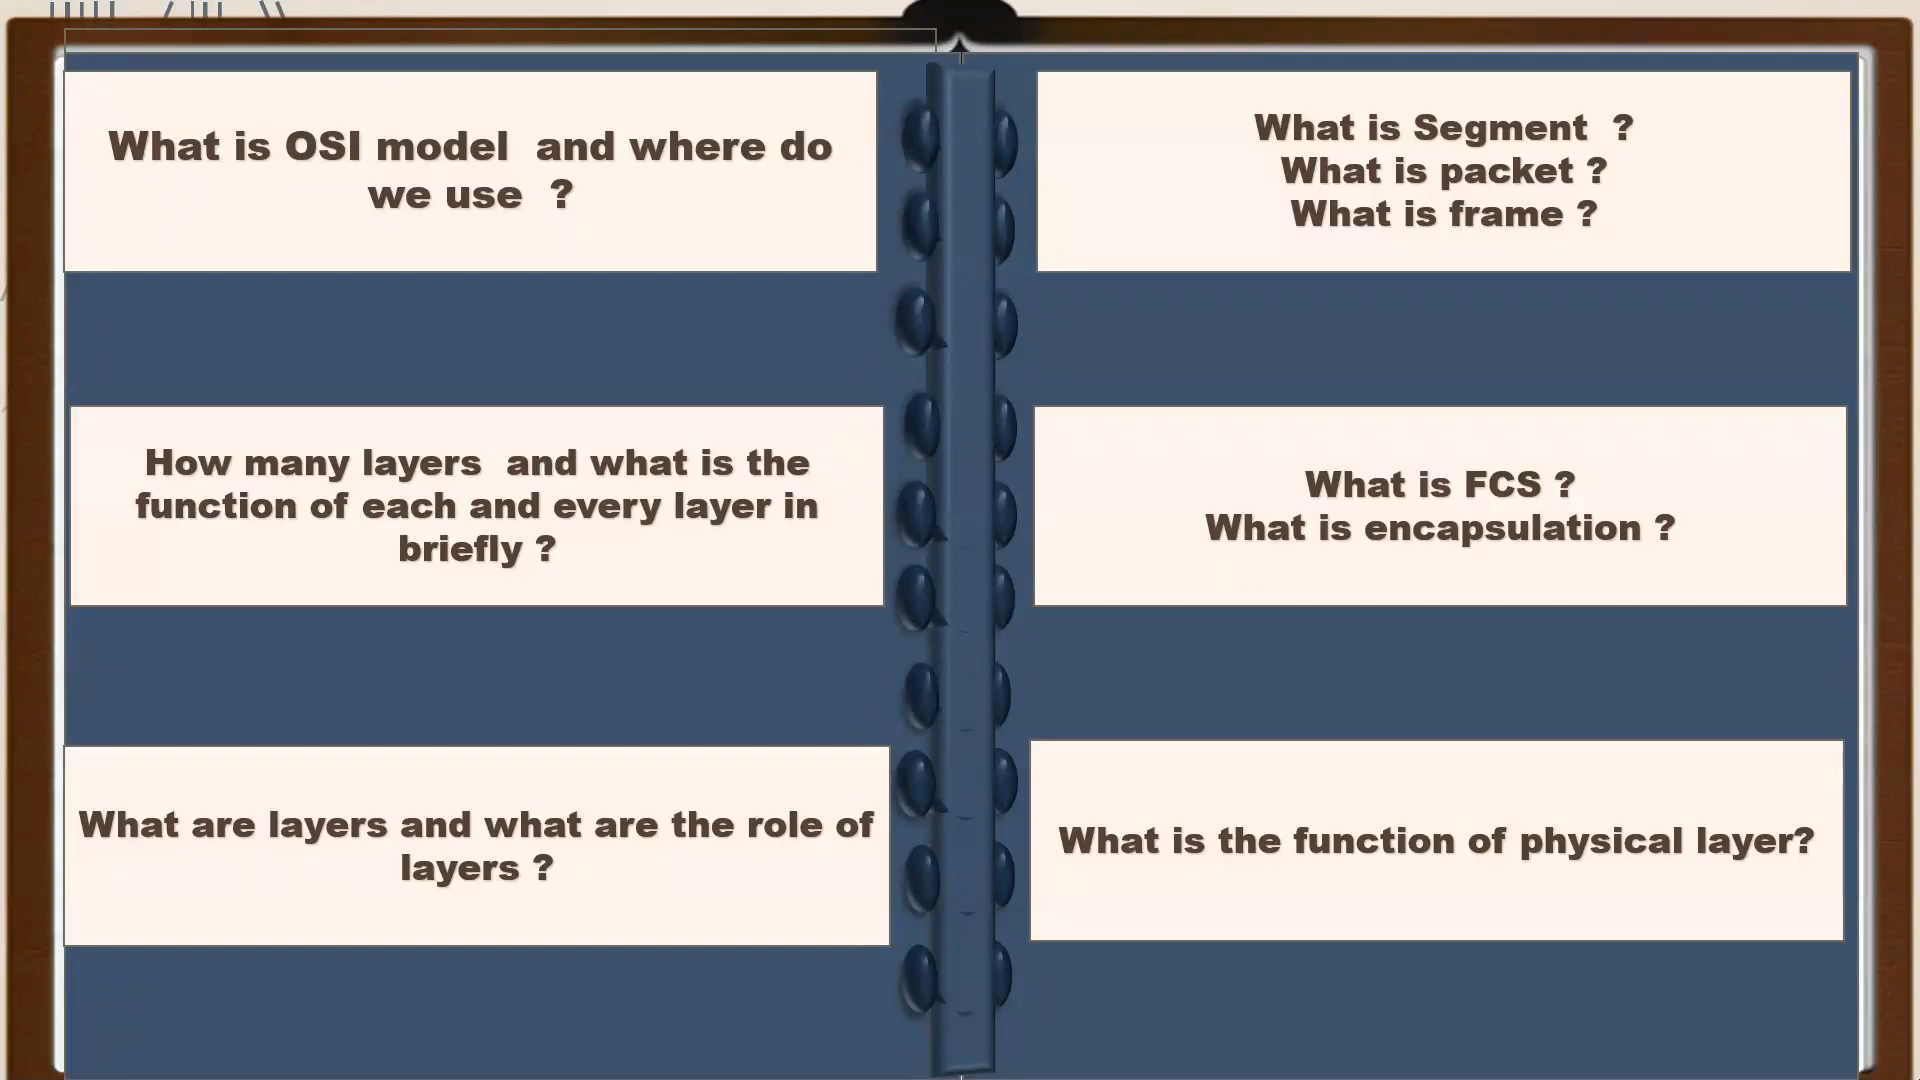 What is OSI model  and where do
we use  ?
How many layers  and what is the
function of each and every layer in
briefly ?
What are layers and what are the role of
layers ?
What is Segment  ?
What is packet ?
What is frame ?
What is FCS ?
What is encapsulation ?
What is the function of physical layer?